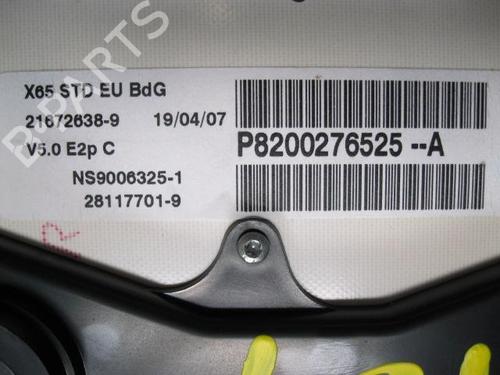 B-PARTS
X65 STD EU BdG
21672638-9 19/04/07
V5.0 E2p C
NS9006325-1
28117701-9
P8200276525--A